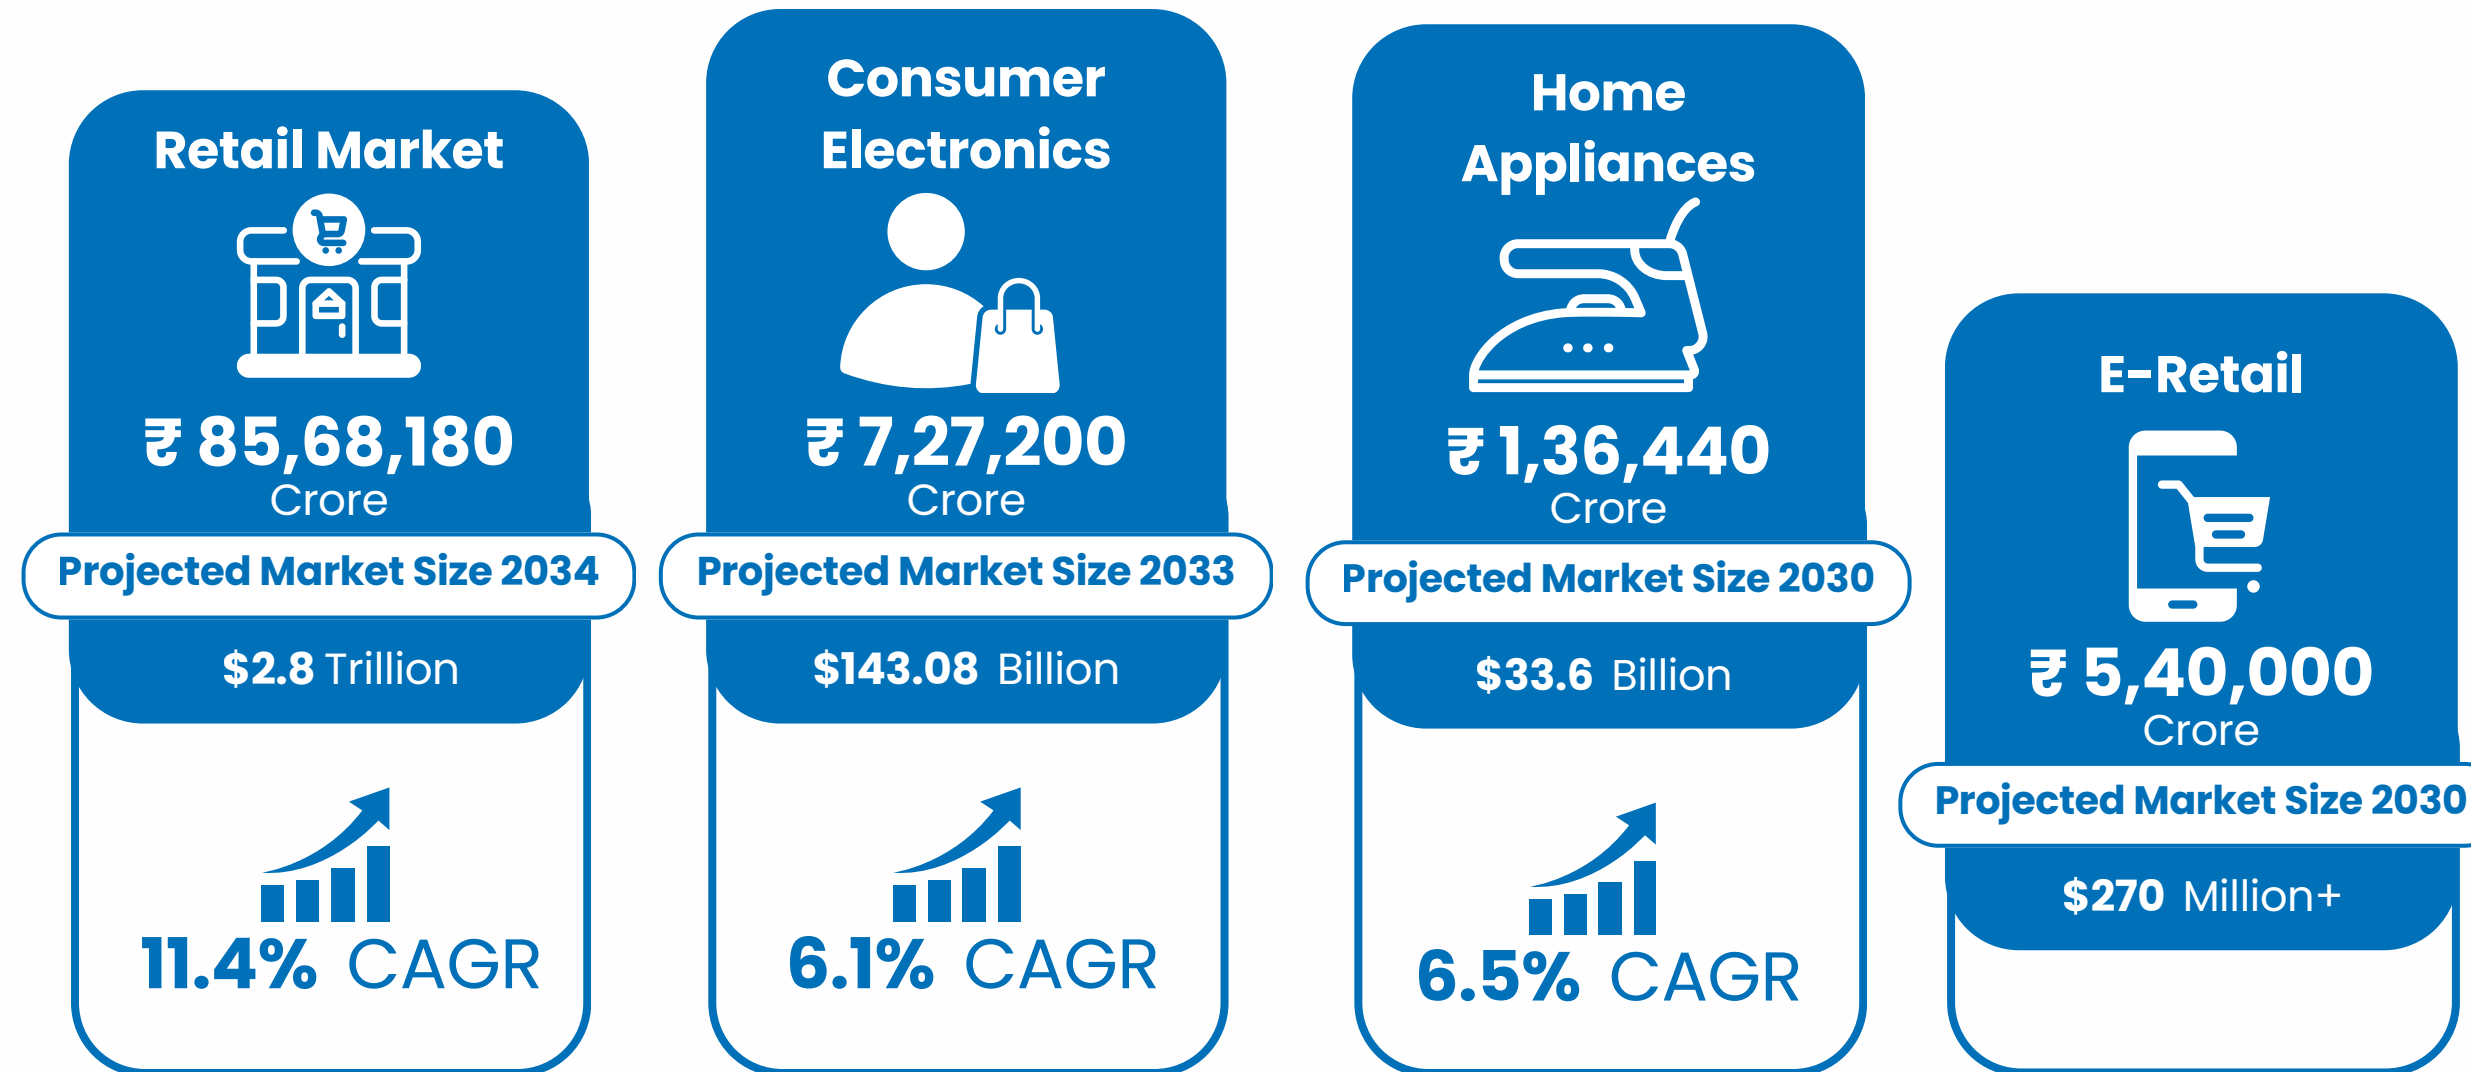 Retail Market
₹ 85,68,180
Crore
Projected Market Size 2034
$2.8 Trillion
11.4% CAGR
Consumer
Electronics
₹ 7,27,200
Crore
Projected Market Size 2033
$143.08 Billion
6.1% CAGR
Home
Appliances
₹ 1,36,440
Crore
Projected Market Size 2030
$33.6 Billion
6.5% CAGR
E-Retail
₹ 5,40,000
Crore
Projected Market Size 2030
$270 Million+